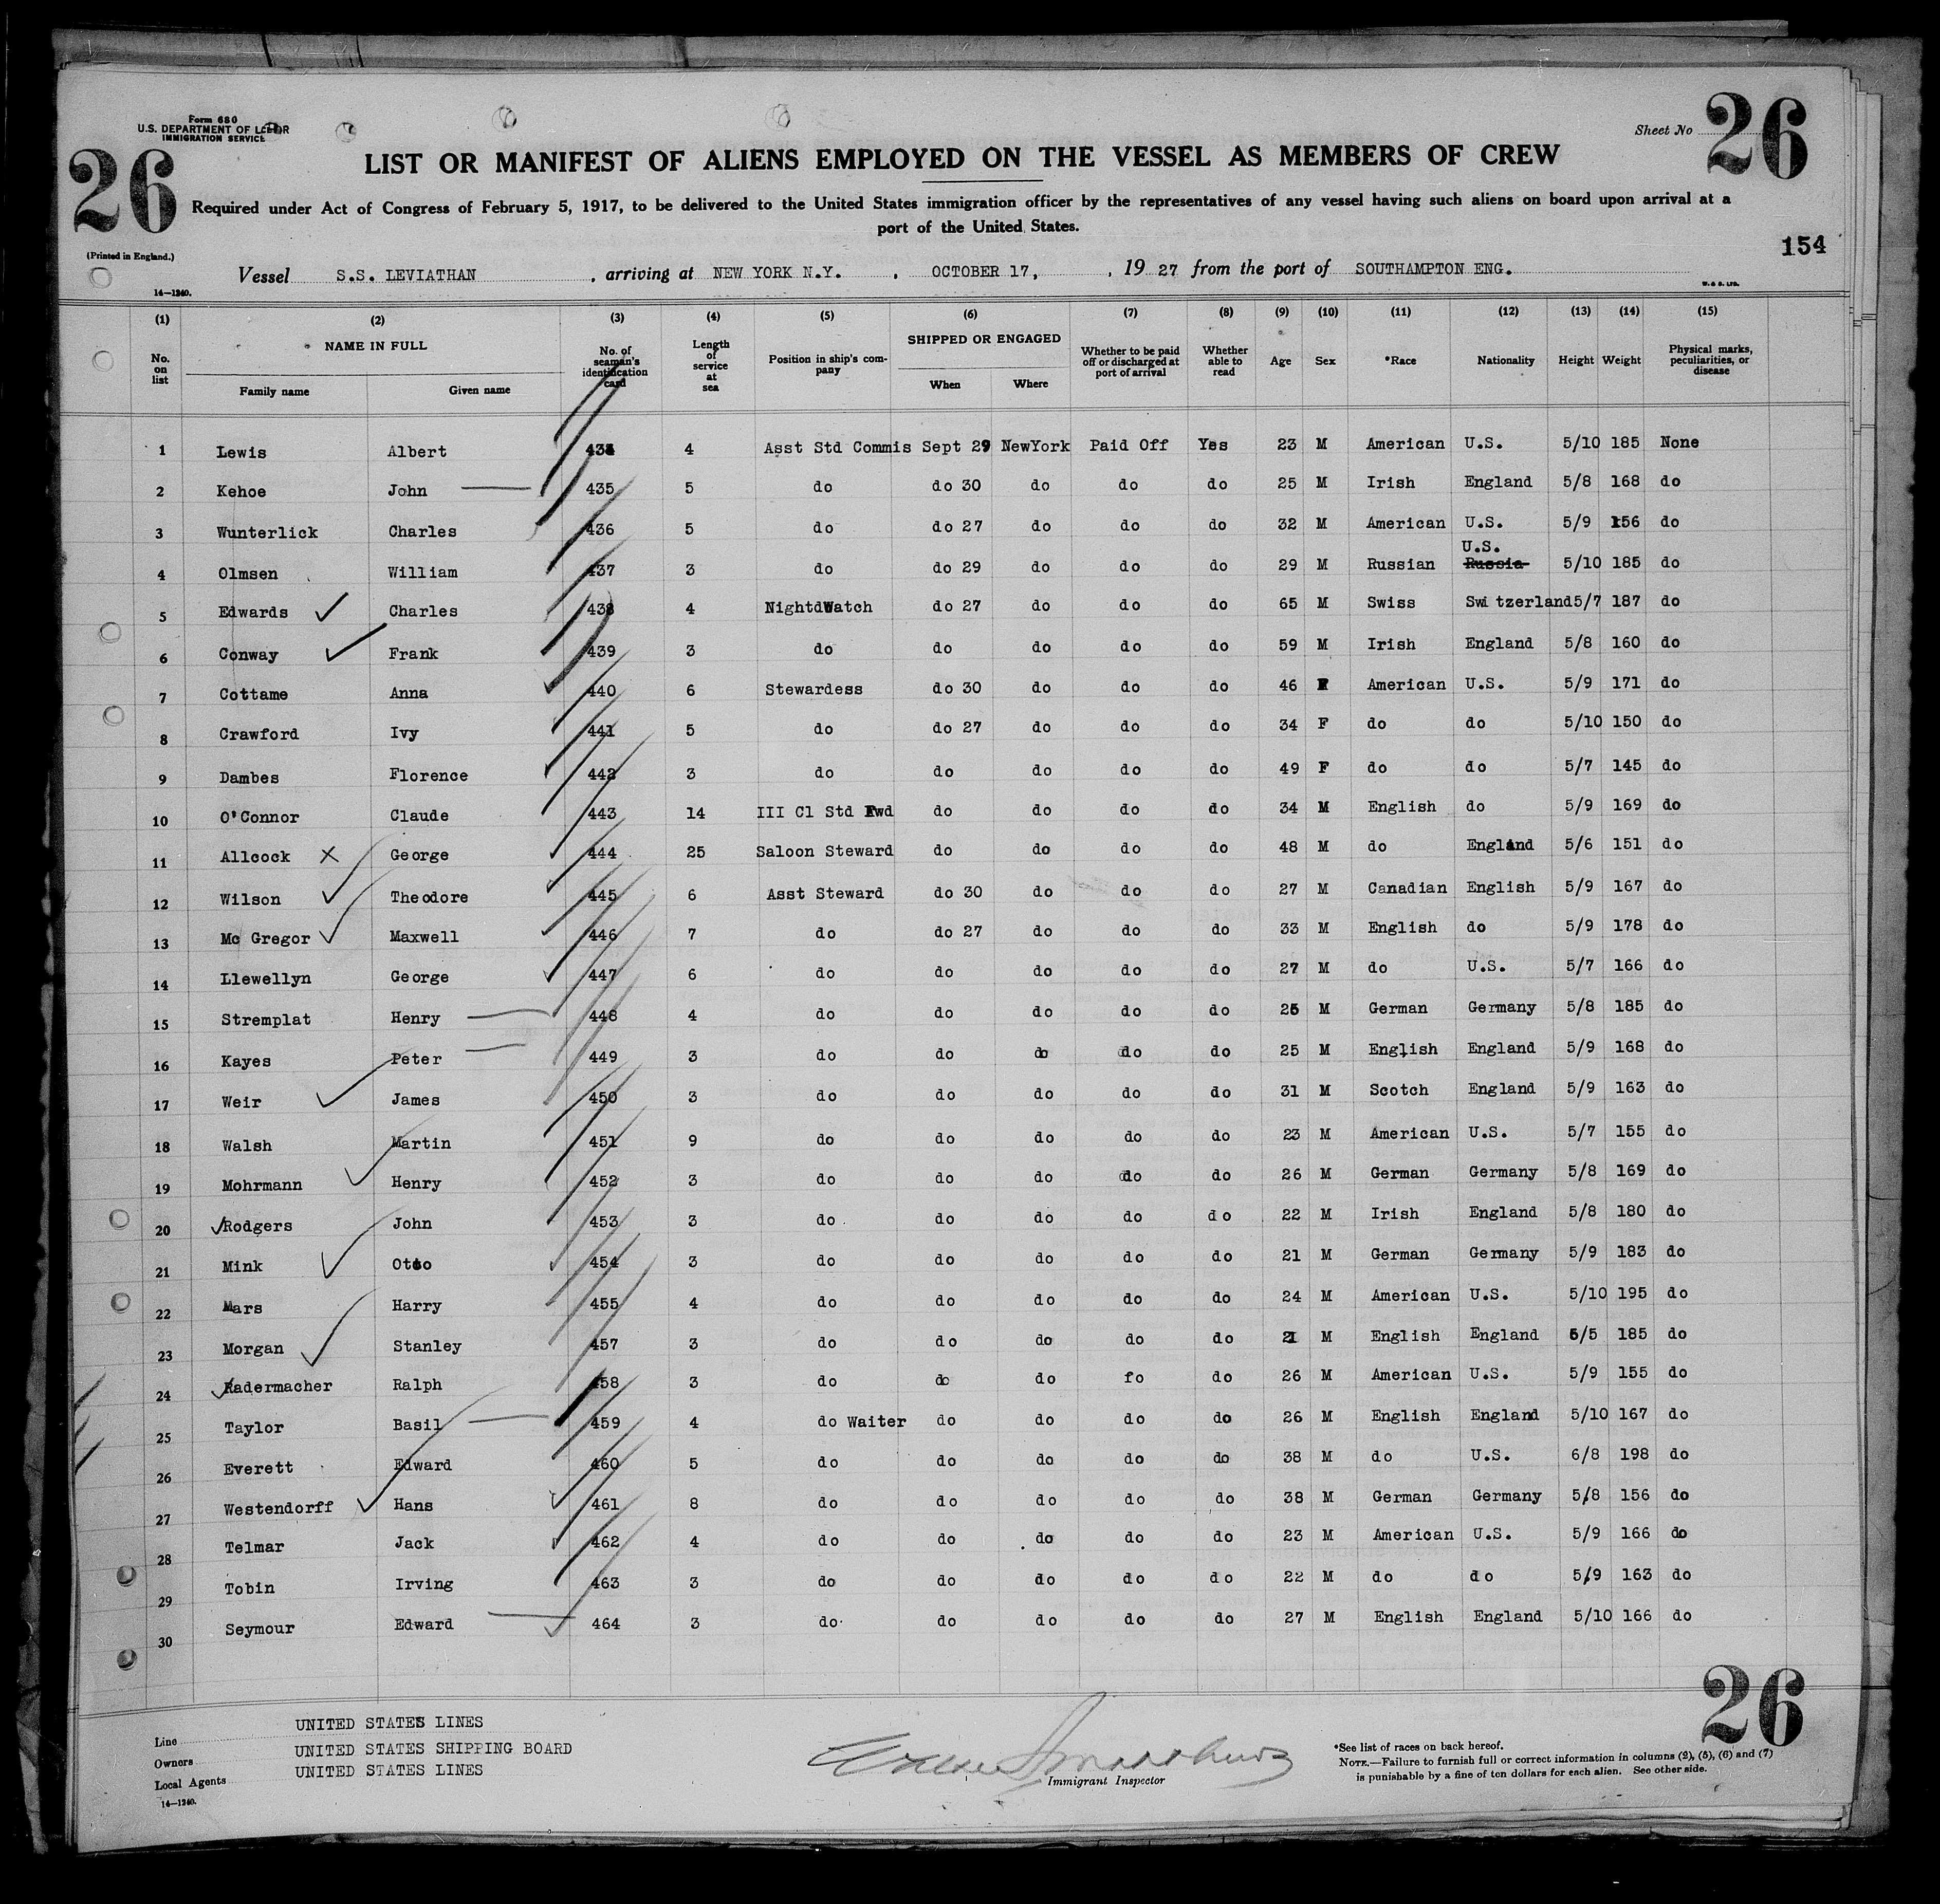 Form 680
U.S. DEPARTMENT OF LABOR
IMMIGRATION SERVICE
Sheet No 26
26
LIST OR MANIFEST OF ALIENS EMPLOYED ON THE VESSEL AS MEMBERS OF CREW
Required under Act of Congress of February 5, 1917, to be delivered to the United States immigration officer by the representatives of any vessel having such aliens on board upon arrival at a
port of the United States.
(Printed in England.)
154
Vessel S.S. LEVIATHAN , arriving at NEW YORK N.Y. , OCTOBER 17, , 19 27 from the port of SOUTHAMPTON ENG.
14—1240.
W. & S. LTD.
(1) (2) (3) (4) (5) (6) (7) (8) (9) (10) (11) (12) (13) (14) (15)
No. on list NAME IN FULL Family name Given name No. of seaman's identification card Length of service at sea Position in ship's company SHIPPED OR ENGAGED When Where Whether to be paid off or discharged at port of arrival Whether able to read Age Sex *Race Nationality Height Weight Physical marks, peculiarities, or disease
1 Lewis Albert 434 4 Asst Std Commis Sept 29 NewYork Paid Off Yes 23 M American U.S. 5/10 185 None
2 Kehoe John 435 5 do do 30 do do do 25 M Irish England 5/8 168 do
3 Wunterlick Charles 436 5 do do 27 do do do 32 M American U.S. 5/9 156 do
4 Olmsen William 437 3 do do 29 do do do 29 M Russian U.S. Russia 5/10 185 do
5 Edwards Charles 438 4 NightdWatch do 27 do do do 65 M Swiss Switzerland 5/7 187 do
6 Conway Frank 439 3 do do do do do 59 M Irish England 5/8 160 do
7 Cottame Anna 440 6 Stewardess do 30 do do do 46 F American U.S. 5/9 171 do
8 Crawford Ivy 441 5 do do 27 do do do 34 F do do 5/10 150 do
9 Dambes Florence 442 3 do do do do do 49 F do do 5/7 145 do
10 O'Connor Claude 443 14 III Cl Std Fwd do do do do 34 M English do 5/9 169 do
11 Allcock X George 444 25 Saloon Steward do do do do 48 M do England 5/6 151 do
12 Wilson Theodore 445 6 Asst Steward do 30 do do do 27 M Canadian English 5/9 167 do
13 Mc Gregor Maxwell 446 7 do do 27 do do do 33 M English do 5/9 178 do
14 Llewellyn George 447 6 do do do do do 27 M do U.S. 5/7 166 do
15 Stremplat Henry 448 4 do do do do do 26 M German Germany 5/8 185 do
16 Kayes Peter 449 3 do do do do do 25 M English England 5/9 168 do
17 Weir James 450 3 do do do do do 31 M Scotch England 5/9 163 do
18 Walsh Martin 451 9 do do do do do 23 M American U.S. 5/7 155 do
19 Mohrmann Henry 452 3 do do do do do 26 M German Germany 5/8 169 do
20 Rodgers John 453 3 do do do do do 22 M Irish England 5/8 180 do
21 Mink Otto 454 3 do do do do do 21 M German Germany 5/9 183 do
22 Mars Harry 455 4 do do do do do 24 M American U.S. 5/10 195 do
23 Morgan Stanley 457 3 do do do do do 21 M English England 5/5 185 do
24 Radermacher Ralph 458 3 do do do fo do 26 M American U.S. 5/9 155 do
25 Taylor Basil 459 4 do Waiter do do do do 26 M English England 5/10 167 do
26 Everett Edward 460 5 do do do do do 38 M do U.S. 6/8 198 do
27 Westendorff Hans 461 8 do do do do do 38 M German Germany 5/8 156 do
28 Telmar Jack 462 4 do do do do do 23 M American U.S. 5/9 166 do
29 Tobin Irving 463 3 do do do do do 22 M do do 5/9 163 do
30 Seymour Edward 464 3 do do do do do 27 M English England 5/10 166 do
26
Line UNITED STATES LINES
Owners UNITED STATES SHIPPING BOARD
Local Agents UNITED STATES LINES
14—1240.
Immigrant Inspector
*See list of races on back hereof.
NOTE.—Failure to furnish full or correct information in columns (2), (5), (6) and (7)
is punishable by a fine of ten dollars for each alien. See other side.